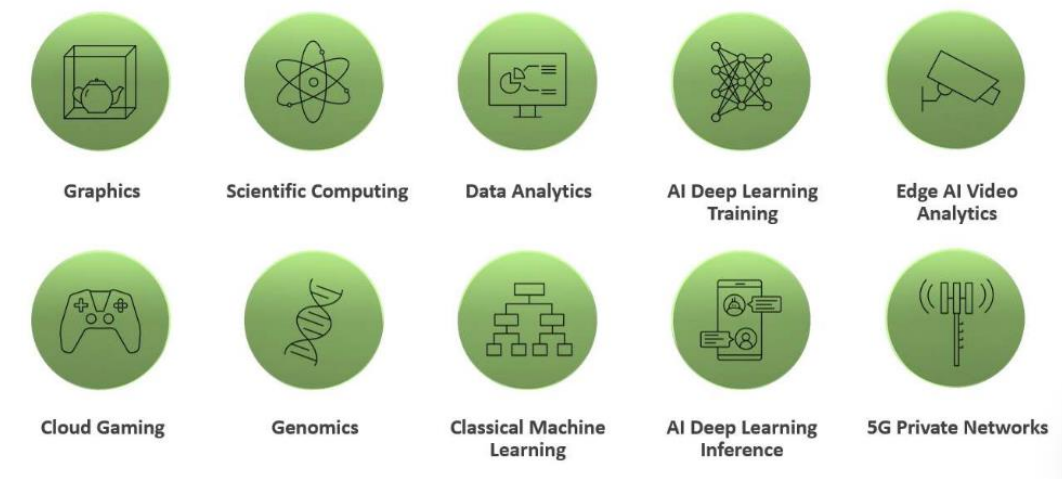 Graphics
Scientific Computing
Data Analytics
AI Deep Learning
Training
Edge AI Video
Analytics
Cloud Gaming
Genomics
Classical Machine
Learning
AI Deep Learning
Inference
5G Private Networks